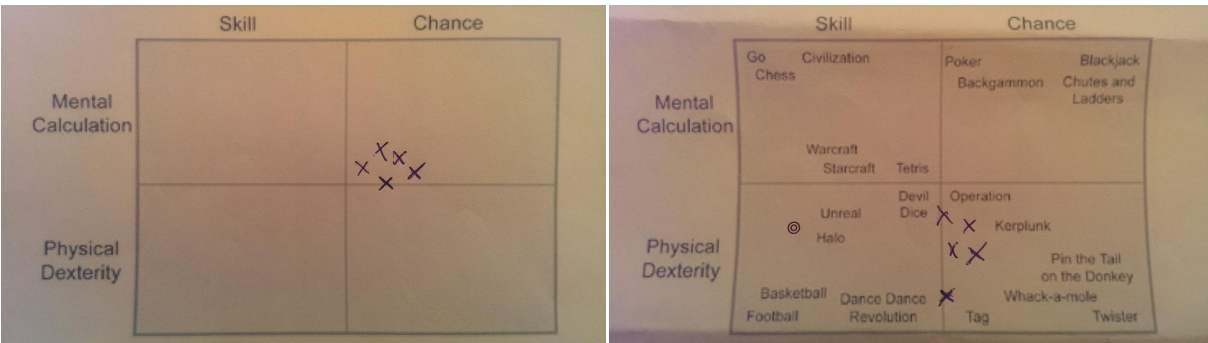 Skill Chance
Mental
Calculation
Physical
Dexterity
Skill Chance
Mental
Calculation
Physical
Dexterity
Go Civilization
Chess
Poker Blackjack
Backgammon Chutes and
Ladders
Warcraft
Starcraft Tetris
Devil
Dice
Operation
Unreal
Halo
Kerplunk
Pin the Tail
on the Donkey
Basketball Dance Dance
Revolution
Whack-a-mole
Football
Tag Twister